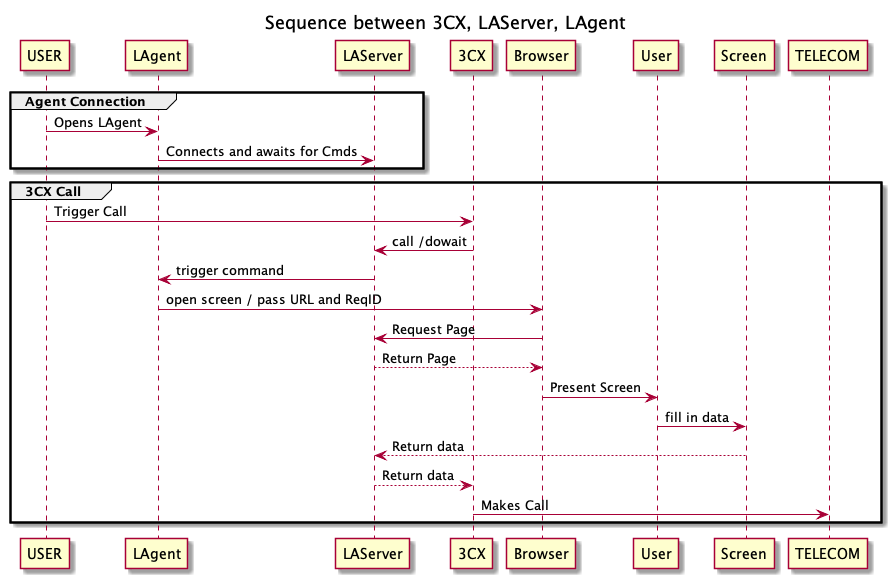 Sequence between 3CX, LAServer, LAgent
USER LAgent LAServer 3CX Browser User Screen TELECOM
Agent Connection
Opens LAgent
Connects and awaits for Cmds
3CX Call
Trigger Call
call /dowait
trigger command
open screen / pass URL and ReqID
Request Page
Return Page
Present Screen
fill in data
Return data
Return data
Makes Call
USER LAgent LAServer 3CX Browser User Screen TELECOM